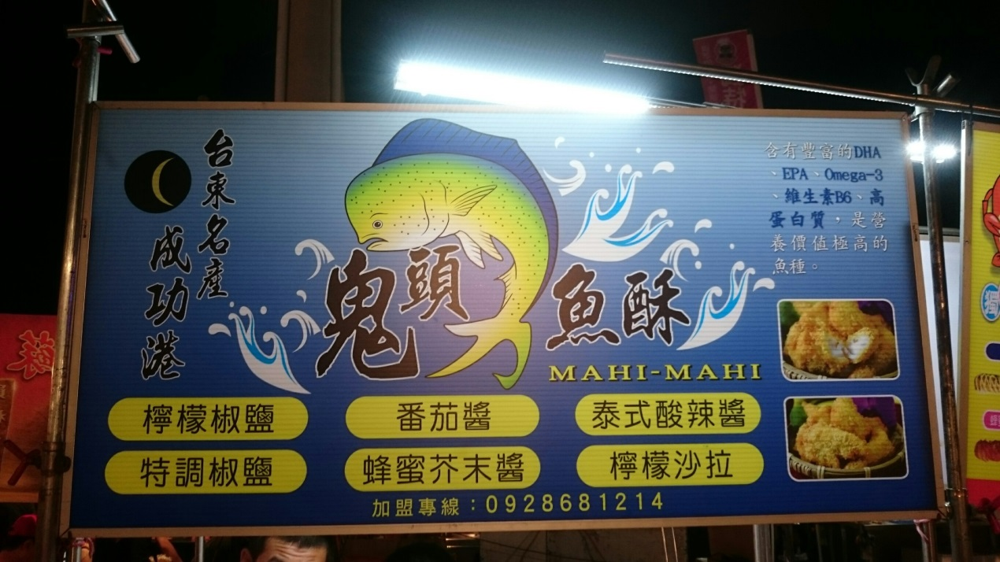 台東名產
成功港
鬼頭刀魚酥
MAHI-MAHI
含有豐富的DHA
、EPA、Omega-3
、維生素B6、高
蛋白質，是營
養價值極高的
魚種。
檸檬椒鹽
番茄醬
泰式酸辣醬
特調椒鹽
蜂蜜芥末醬
檸檬沙拉
加盟專線：0928681214
獨